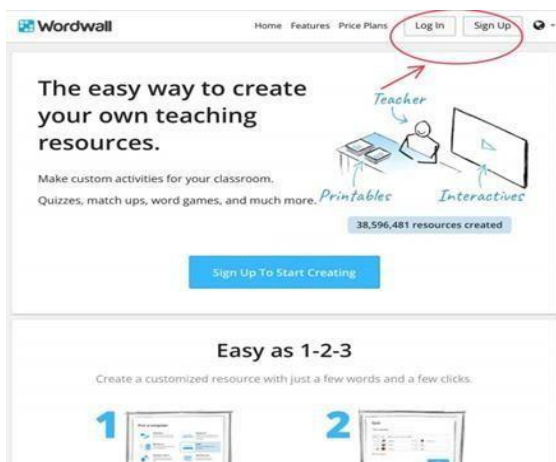 Wordwall
Home Features Price Plans Log In Sign Up
The easy way to create
your own teaching
resources.
Make custom activities for your classroom.
Quizzes, match ups, word games, and much more.
Teacher
Printables
Interactives
38,596,481 resources created
Sign Up To Start Creating
Easy as 1-2-3
Create a customized resource with just a few words and a few clicks.
1
2
Quiz